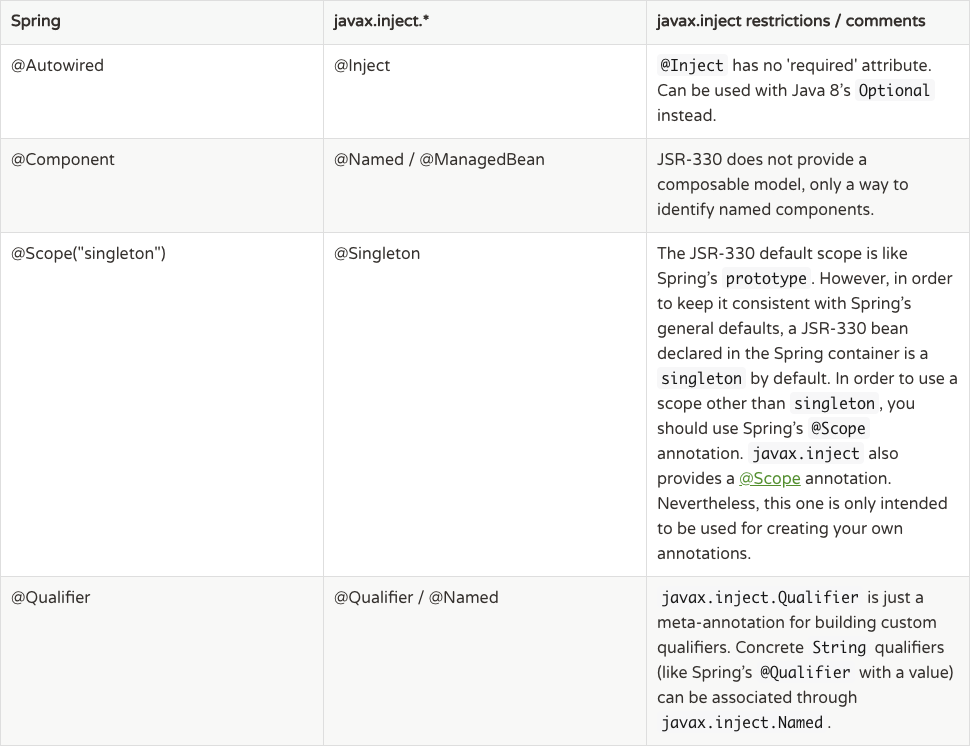 Spring
javax.inject.*
javax.inject restrictions / comments
@Autowired
@Inject
@Inject has no 'required' attribute.
Can be used with Java 8’s Optional
instead.
@Component
@Named / @ManagedBean
JSR-330 does not provide a
composable model, only a way to
identify named components.
@Scope("singleton")
@Singleton
The JSR-330 default scope is like
Spring’s prototype. However, in order
to keep it consistent with Spring’s
general defaults, a JSR-330 bean
declared in the Spring container is a
singleton by default. In order to use a
scope other than singleton, you
should use Spring’s @Scope
annotation. javax.inject also
provides a @Scope annotation.
Nevertheless, this one is only intended
to be used for creating your own
annotations.
@Qualifier
@Qualifier / @Named
javax.inject.Qualifier is just a
meta-annotation for building custom
qualifiers. Concrete String qualifiers
(like Spring’s @Qualifier with a value)
can be associated through
javax.inject.Named.